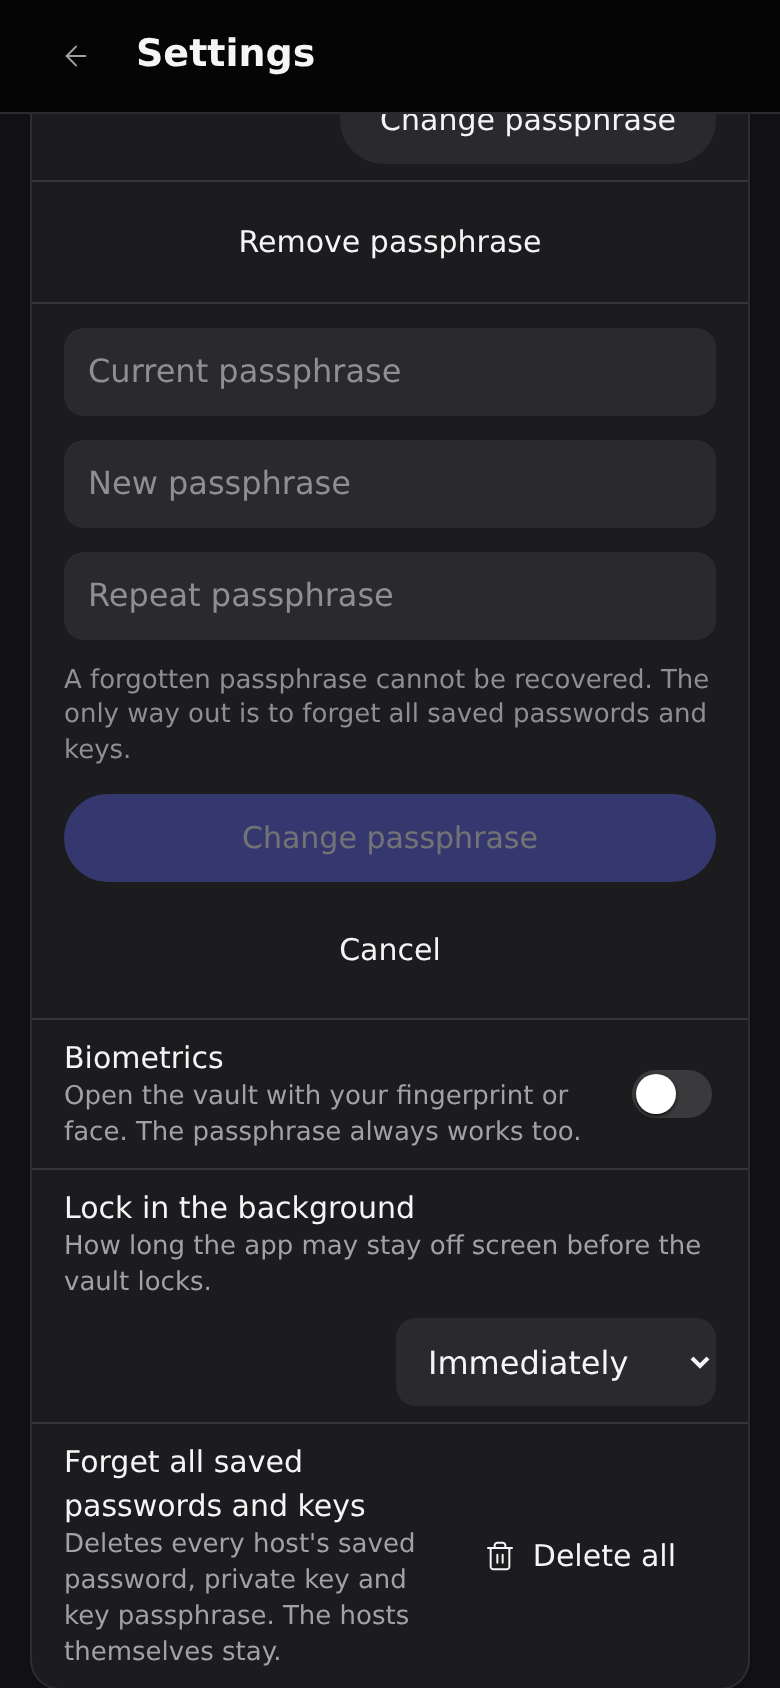 Settings
Change passphrase
Remove passphrase
Current passphrase
New passphrase
Repeat passphrase
A forgotten passphrase cannot be recovered. The
only way out is to forget all saved passwords and
keys.
Change passphrase
Cancel
Biometrics
Open the vault with your fingerprint or
face. The passphrase always works too.
Lock in the background
How long the app may stay off screen before the
vault locks.
Immediately
Forget all saved
passwords and keys
Deletes every host's saved
password, private key and
key passphrase. The hosts
themselves stay.
Delete all